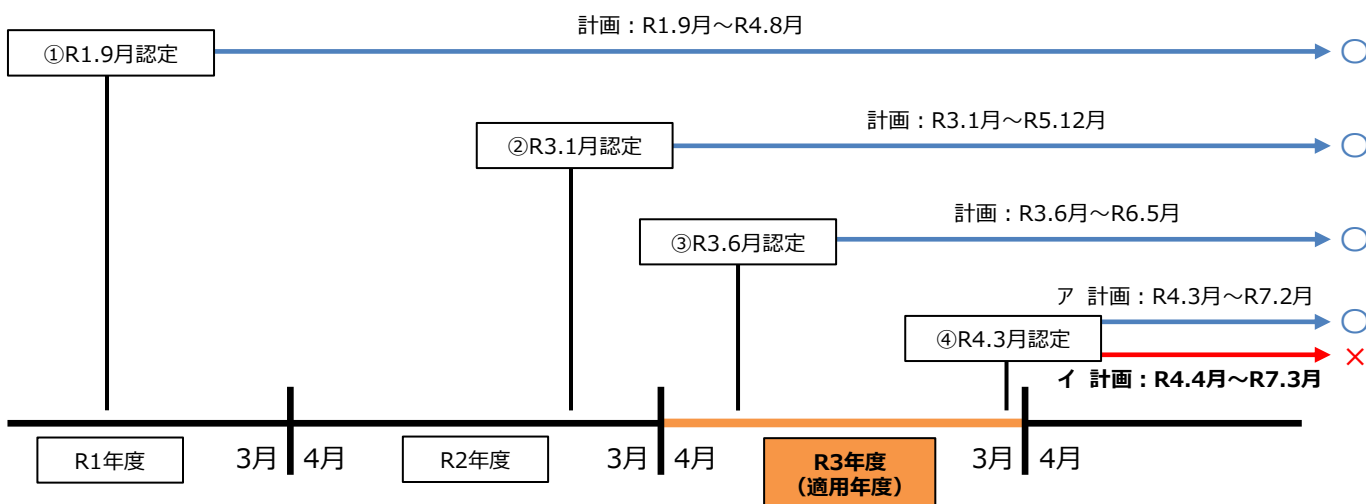 計画：R1.9月～R4.8月
①R1.9月認定
○
計画：R3.1月～R5.12月
②R3.1月認定
○
計画：R3.6月～R6.5月
③R3.6月認定
○
ア 計画：R4.3月～R7.2月
○
④R4.3月認定
×
イ 計画：R4.4月～R7.3月
R1年度
3月
4月
R2年度
3月
4月
R3年度
（適用年度）
3月
4月